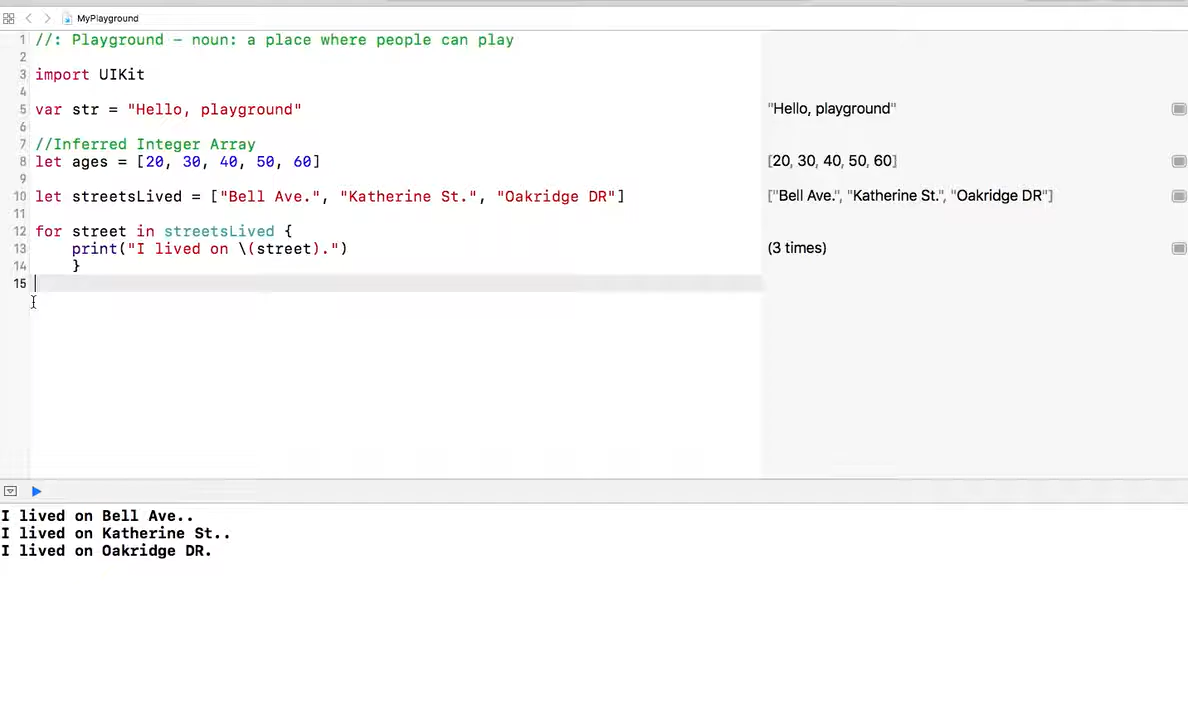 MyPlayground
1 //: Playground – noun: a place where people can play
2
3 import UIKit
4
5 var str = "Hello, playground" "Hello, playground"
6
7 //Inferred Integer Array
8 let ages = [20, 30, 40, 50, 60] [20, 30, 40, 50, 60]
9
10 let streetsLived = ["Bell Ave.", "Katherine St.", "Oakridge DR"] ["Bell Ave.", "Katherine St.", "Oakridge DR"]
11
12 for street in streetsLived {
13 print("I lived on \(street).") (3 times)
14 }
15
I lived on Bell Ave..
I lived on Katherine St..
I lived on Oakridge DR.